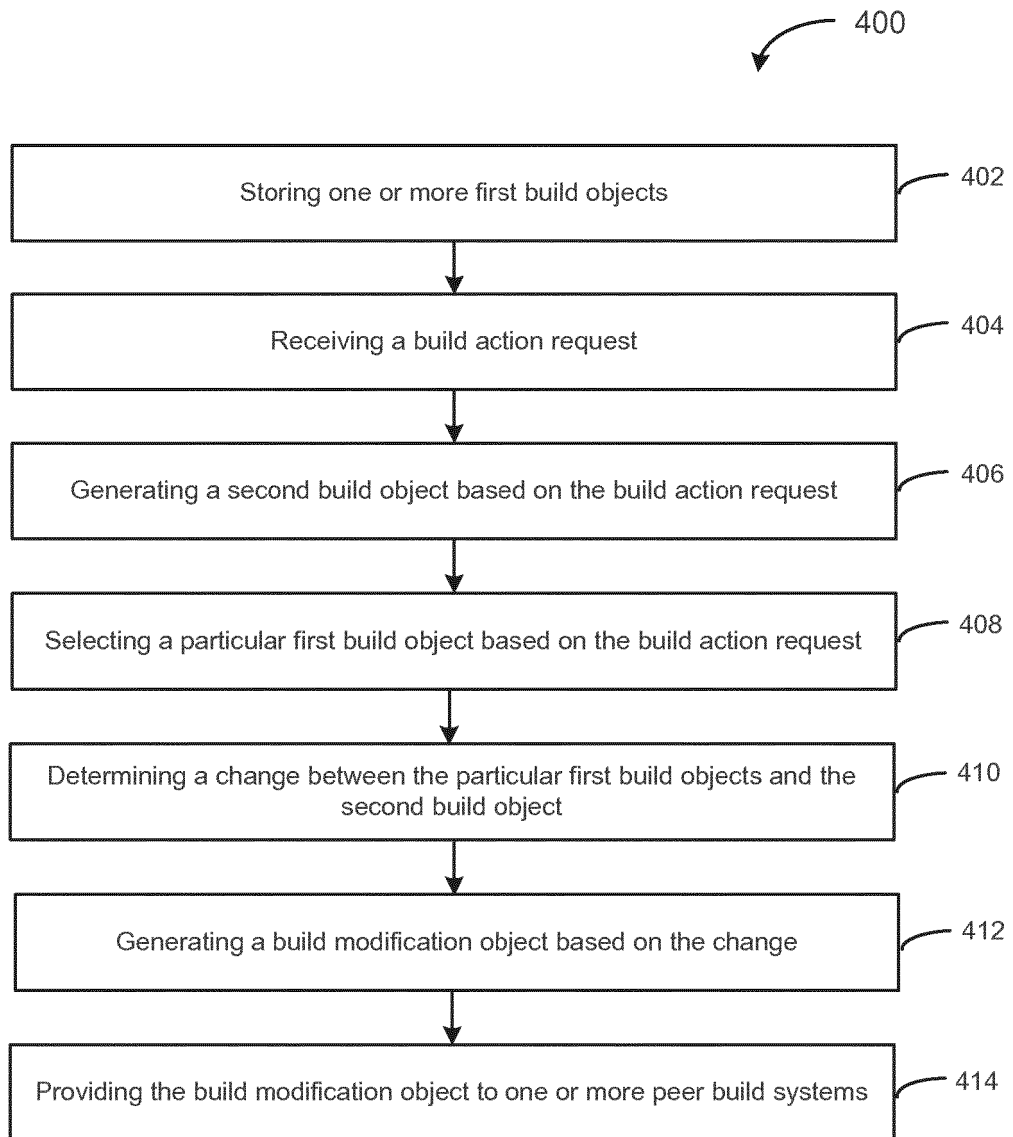 400
Storing one or more first build objects
402
Receiving a build action request
404
Generating a second build object based on the build action request
406
Selecting a particular first build object based on the build action request
408
Determining a change between the particular first build objects and the
second build object
410
Generating a build modification object based on the change
412
Providing the build modification object to one or more peer build systems
414